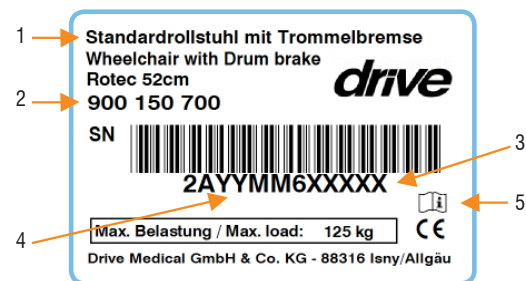 1
Standardrollstuhl mit Trommelbremse
Wheelchair with Drum brake
Rotec 52cm
drive
2
900 150 700
SN
3
2AYYMM6XXXXX
4
5
Max. Belastung / Max. load: 125 kg
CE
Drive Medical GmbH & Co. KG - 88316 Isny/Allgäu